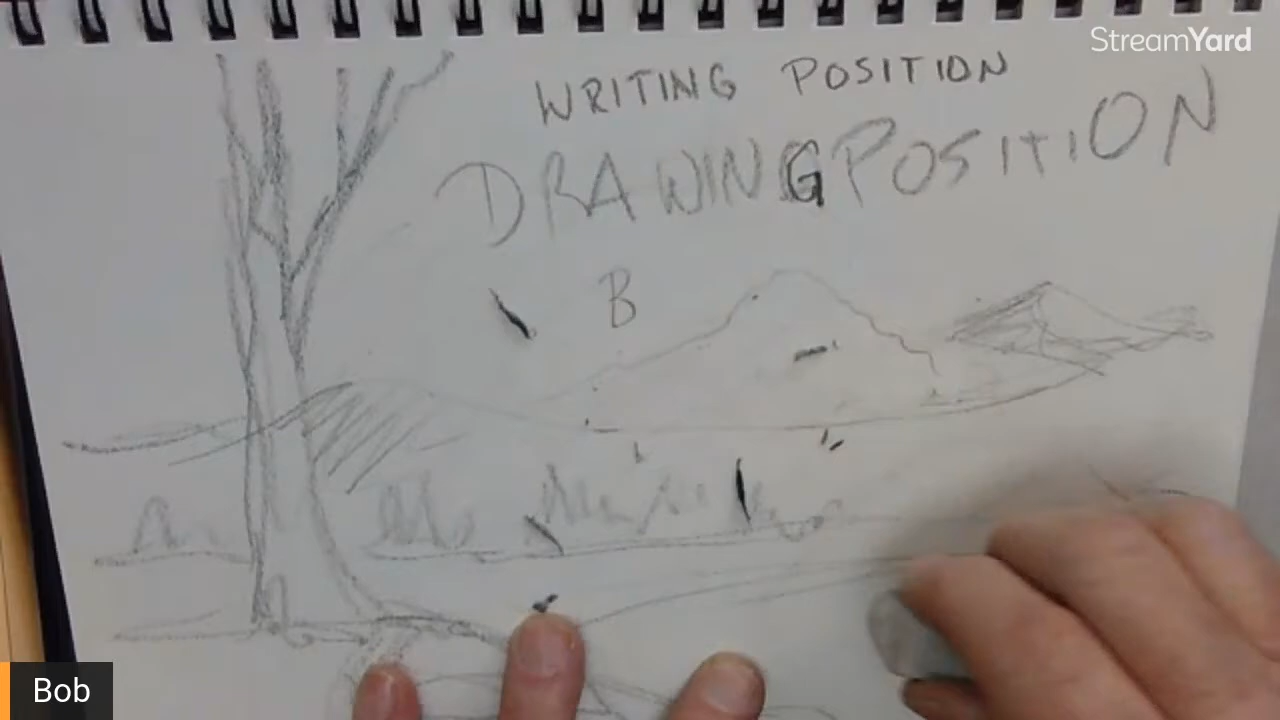 StreamYard
WRITING POSITION
DRAWING POSITION
B
Bob